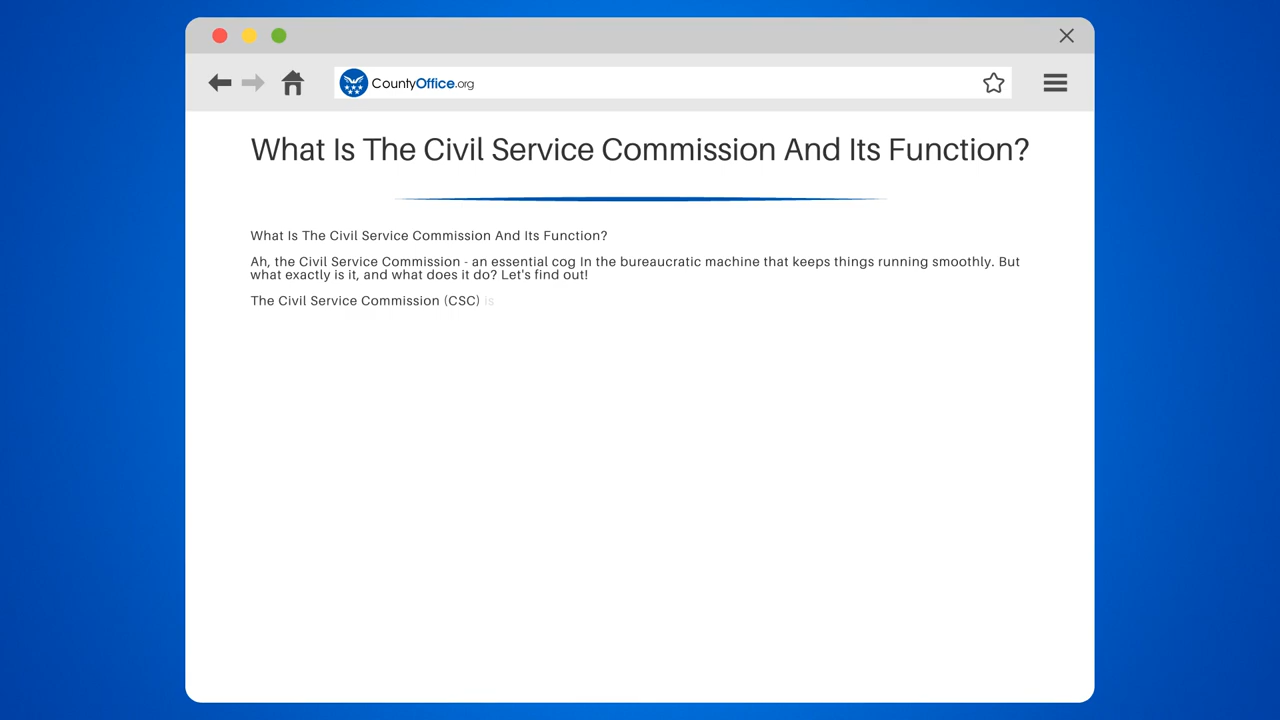 CountyOffice.org
What Is The Civil Service Commission And Its Function?
What Is The Civil Service Commission And Its Function?
Ah, the Civil Service Commission - an essential cog In the bureaucratic machine that keeps things running smoothly. But
what exactly is it, and what does it do? Let's find out!
The Civil Service Commission (CSC) is